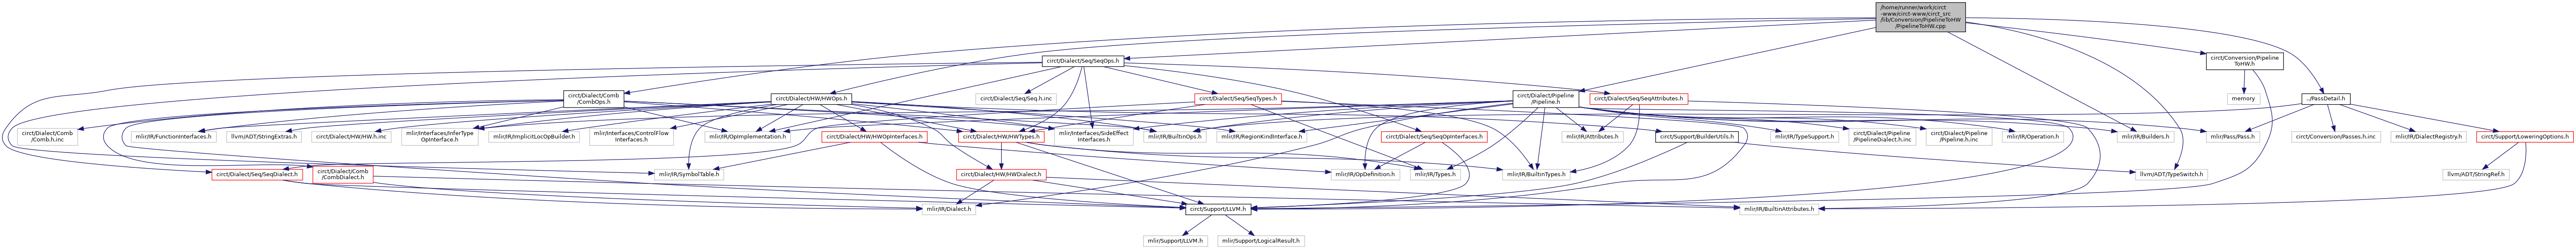 /home/runner/work/circt
-www/circt-www/circt_src
/lib/Conversion/PipelineToHW
/PipelineToHW.cpp
circt/Conversion/Pipeline
ToHW.h
circt/Dialect/Seq/SeqOps.h
memory
../PassDetail.h
circt/Dialect/Comb
/CombOps.h
circt/Dialect/HW/HWOps.h
circt/Dialect/Seq/Seq.h.inc
circt/Dialect/Seq/SeqTypes.h
circt/Dialect/Pipeline
/Pipeline.h
circt/Dialect/Seq/SeqAttributes.h
circt/Dialect/Comb
/Comb.h.inc
mlir/IR/FunctionInterfaces.h
llvm/ADT/StringExtras.h
circt/Dialect/HW/HW.h.inc
mlir/Interfaces/InferType
OpInterface.h
mlir/IR/ImplicitLocOpBuilder.h
mlir/Interfaces/ControlFlow
Interfaces.h
mlir/IR/OpImplementation.h
circt/Dialect/HW/HWOpInterfaces.h
circt/Dialect/HW/HWTypes.h
mlir/Interfaces/SideEffect
Interfaces.h
mlir/IR/BuiltinOps.h
mlir/IR/RegionKindInterface.h
circt/Dialect/Seq/SeqOpInterfaces.h
mlir/IR/Attributes.h
circt/Support/BuilderUtils.h
mlir/IR/TypeSupport.h
circt/Dialect/Pipeline
/PipelineDialect.h.inc
circt/Dialect/Pipeline
/Pipeline.h.inc
mlir/IR/Operation.h
mlir/IR/Builders.h
mlir/Pass/Pass.h
circt/Conversion/Passes.h.inc
mlir/IR/DialectRegistry.h
circt/Support/LoweringOptions.h
circt/Dialect/Seq/SeqDialect.h
circt/Dialect/Comb
/CombDialect.h
mlir/IR/SymbolTable.h
circt/Dialect/HW/HWDialect.h
mlir/IR/OpDefinition.h
mlir/IR/Types.h
mlir/IR/BuiltinTypes.h
llvm/ADT/TypeSwitch.h
llvm/ADT/StringRef.h
mlir/IR/Dialect.h
circt/Support/LLVM.h
mlir/IR/BuiltinAttributes.h
mlir/Support/LLVM.h
mlir/Support/LogicalResult.h